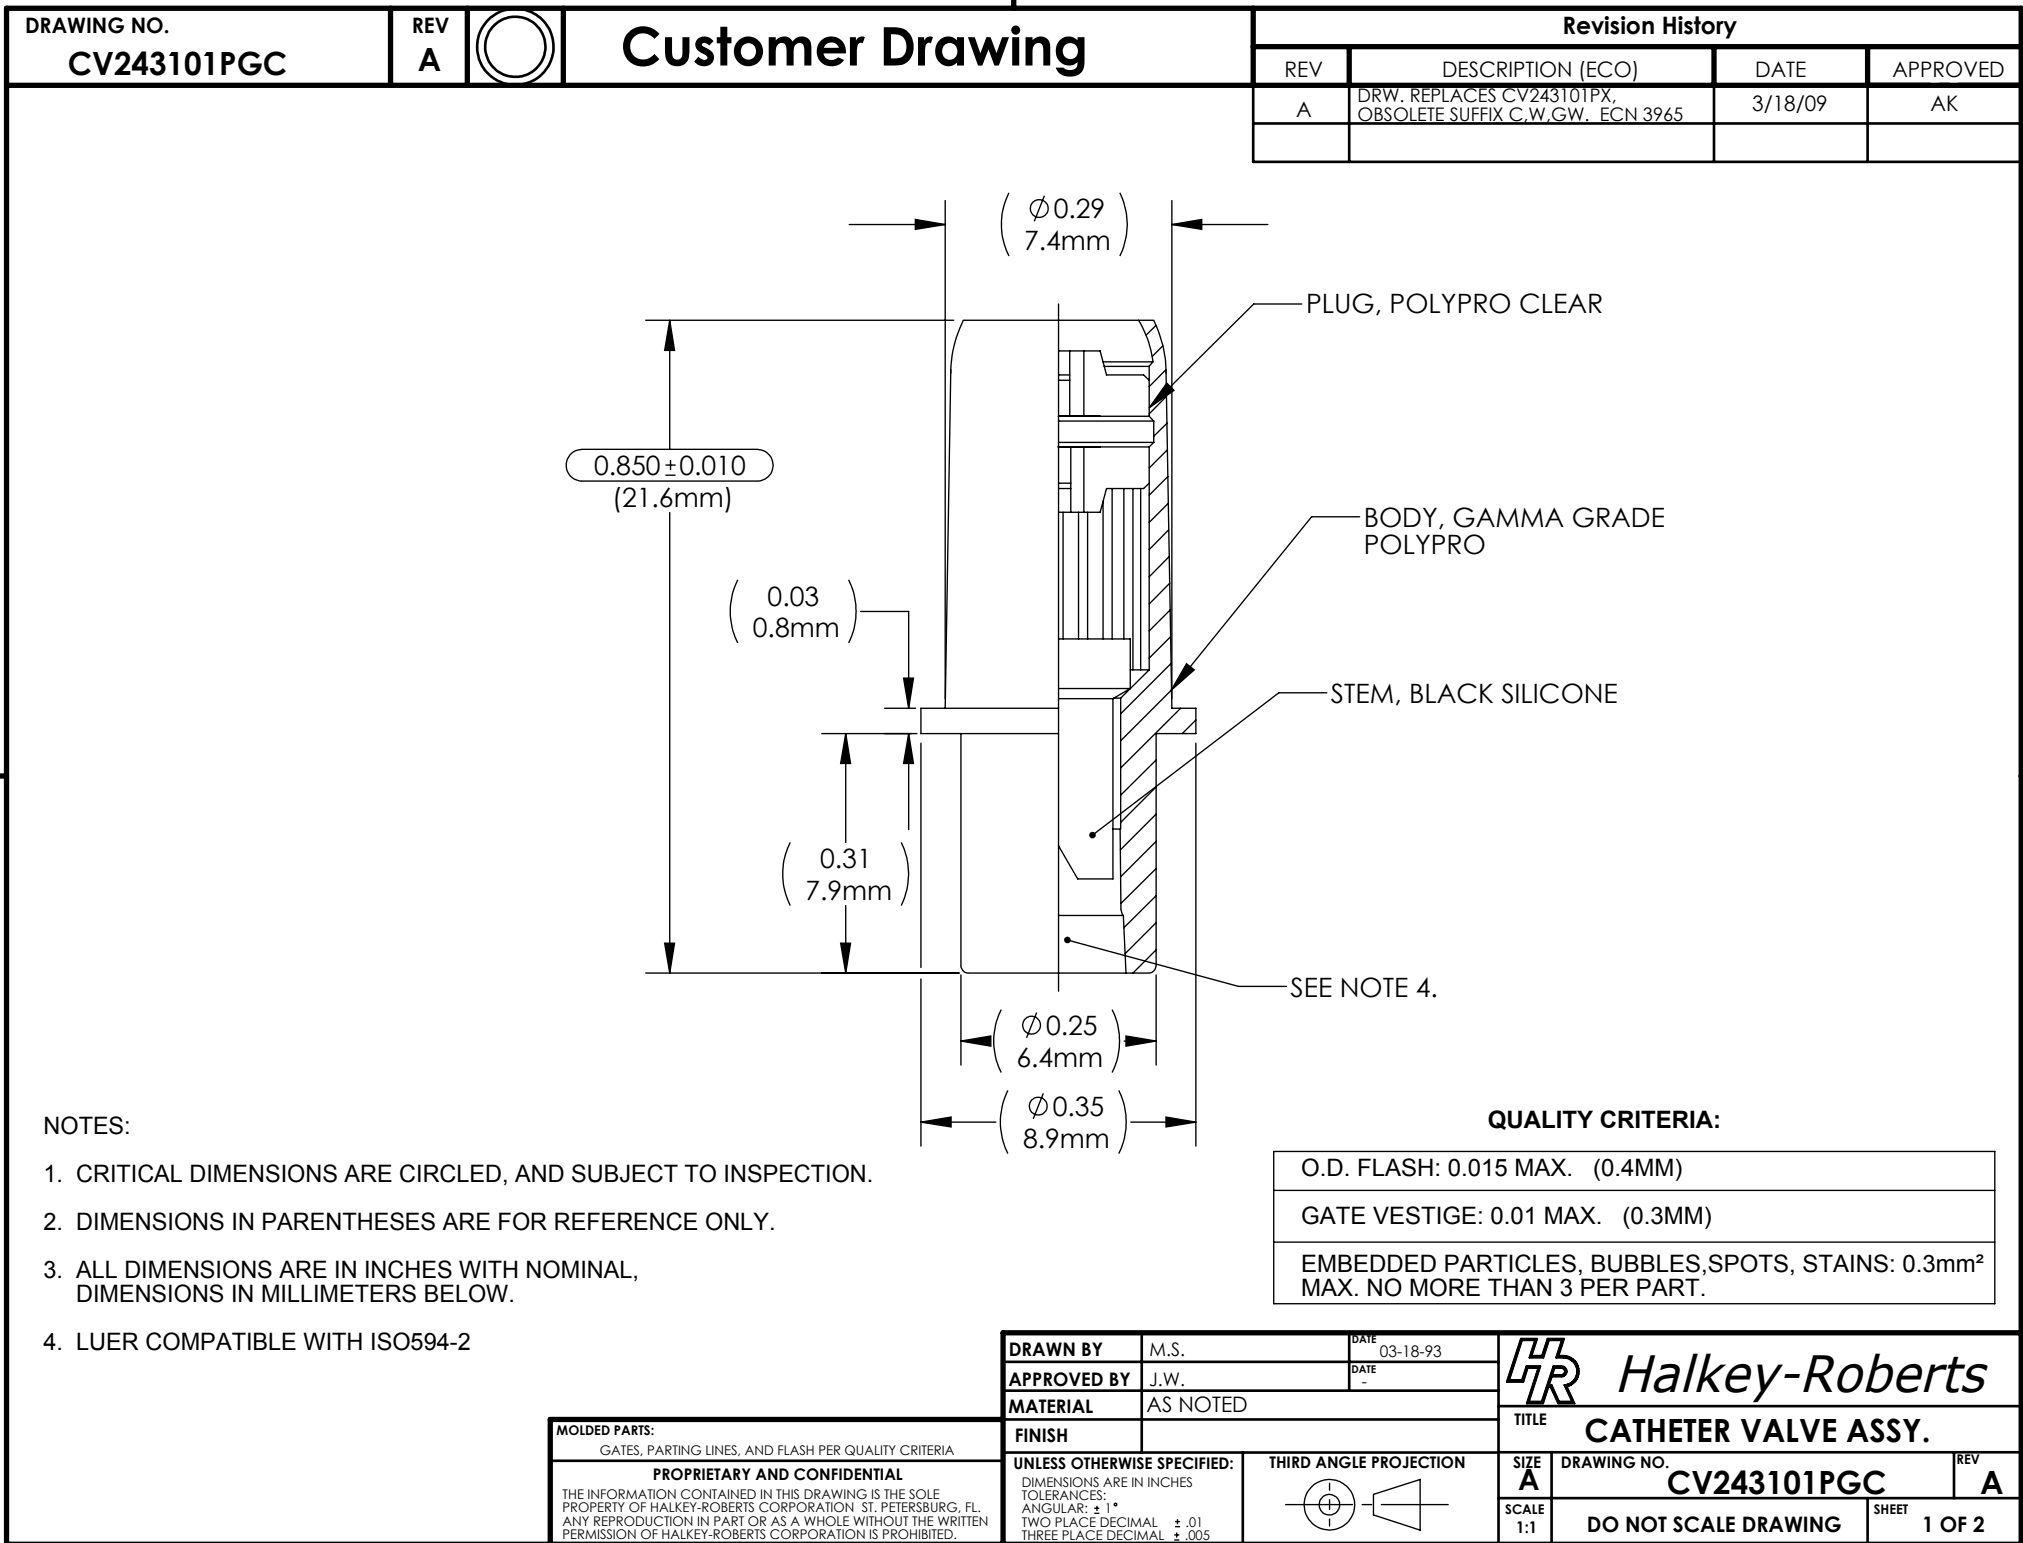 DRAWING NO.
CV243101PGC
REV
A
Customer Drawing
Revision History
REV DESCRIPTION (ECO) DATE APPROVED
A DRW. REPLACES CV243101PX,
OBSOLETE SUFFIX C,W,GW. ECN 3965 3/18/09 AK
Ø0.29
7.4mm
PLUG, POLYPRO CLEAR
0.850±0.010
(21.6mm)
BODY, GAMMA GRADE
POLYPRO
0.03
0.8mm
STEM, BLACK SILICONE
0.31
7.9mm
SEE NOTE 4.
Ø0.25
6.4mm
Ø0.35
8.9mm
NOTES:
1. CRITICAL DIMENSIONS ARE CIRCLED, AND SUBJECT TO INSPECTION.
2. DIMENSIONS IN PARENTHESES ARE FOR REFERENCE ONLY.
3. ALL DIMENSIONS ARE IN INCHES WITH NOMINAL,
DIMENSIONS IN MILLIMETERS BELOW.
4. LUER COMPATIBLE WITH ISO594-2
QUALITY CRITERIA:
O.D. FLASH: 0.015 MAX. (0.4MM)
GATE VESTIGE: 0.01 MAX. (0.3MM)
EMBEDDED PARTICLES, BUBBLES,SPOTS, STAINS: 0.3mm²
MAX. NO MORE THAN 3 PER PART.
MOLDED PARTS:
GATES, PARTING LINES, AND FLASH PER QUALITY CRITERIA
PROPRIETARY AND CONFIDENTIAL
THE INFORMATION CONTAINED IN THIS DRAWING IS THE SOLE
PROPERTY OF HALKEY-ROBERTS CORPORATION ST. PETERSBURG, FL.
ANY REPRODUCTION IN PART OR AS A WHOLE WITHOUT THE WRITTEN
PERMISSION OF HALKEY-ROBERTS CORPORATION IS PROHIBITED.
DRAWN BY M.S. DATE 03-18-93
APPROVED BY J.W. DATE -
MATERIAL AS NOTED
FINISH
UNLESS OTHERWISE SPECIFIED:
DIMENSIONS ARE IN INCHES
TOLERANCES:
ANGULAR: ± 1°
TWO PLACE DECIMAL ± .01
THREE PLACE DECIMAL ± .005
THIRD ANGLE PROJECTION
HR Halkey-Roberts
TITLE CATHETER VALVE ASSY.
SIZE A
DRAWING NO. CV243101PGC
REV A
SCALE 1:1
DO NOT SCALE DRAWING
SHEET 1 OF 2